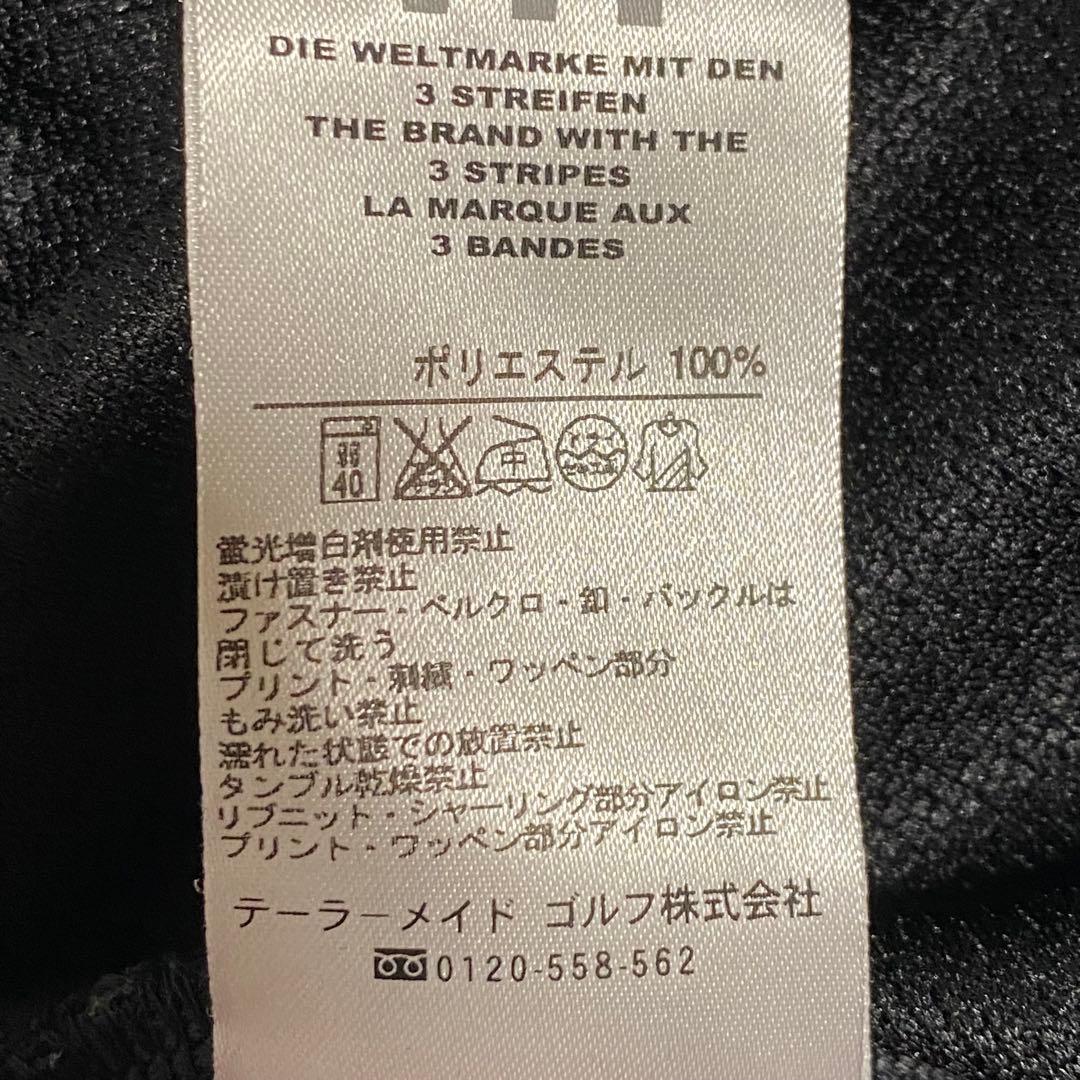 DIE WELTMARKE MIT DEN
3 STREIFEN
THE BRAND WITH THE
3 STRIPES
LA MARQUE AUX
3 BANDES
ポリエステル 100%
弱
40
中
蛍光増白剤使用禁止
漬け置き禁止
ファスナー・ベルクロ・釦・バックルは
閉じて洗う
プリント・刺繍・ワッペン部分
もみ洗い禁止
濡れた状態での放置禁止
タンブル乾燥禁止
リブニット・シャーリング部分アイロン禁止
プリント・ワッペン部分アイロン禁止
テーラーメイド ゴルフ株式会社
0120-558-562